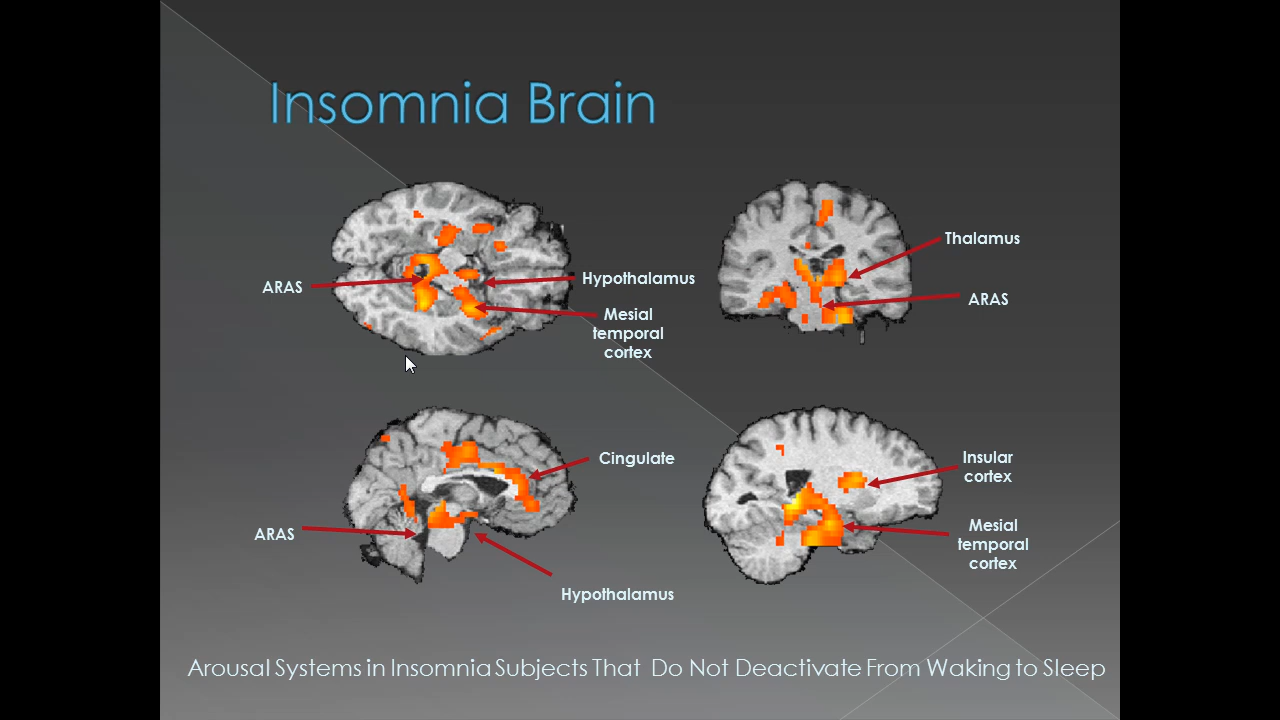 Insomnia Brain
Thalamus
ARAS
Hypothalamus
ARAS
Mesial
temporal
cortex
Cingulate
Insular
cortex
ARAS
Mesial
temporal
cortex
Hypothalamus
Arousal Systems in Insomnia Subjects That Do Not Deactivate From Waking to Sleep